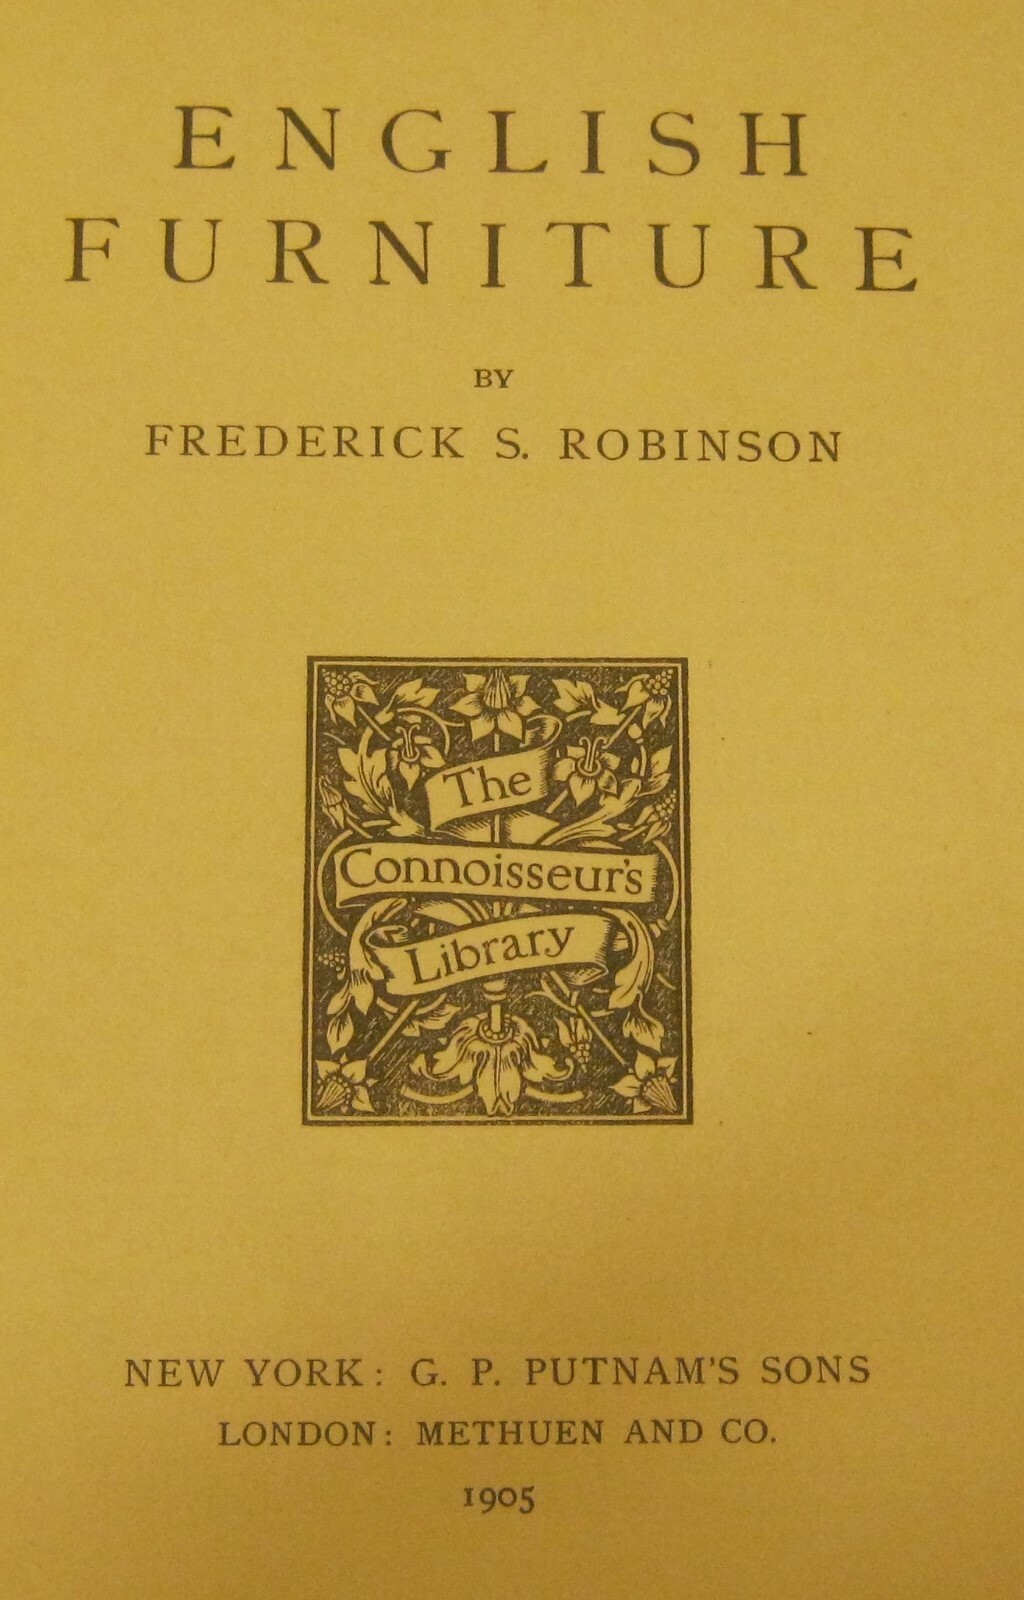 ENGLISH
FURNITURE
BY
FREDERICK S. ROBINSON
The
Connoisseur's
Library
NEW YORK: G. P. PUTNAM'S SONS
LONDON: METHUEN AND CO.
1905